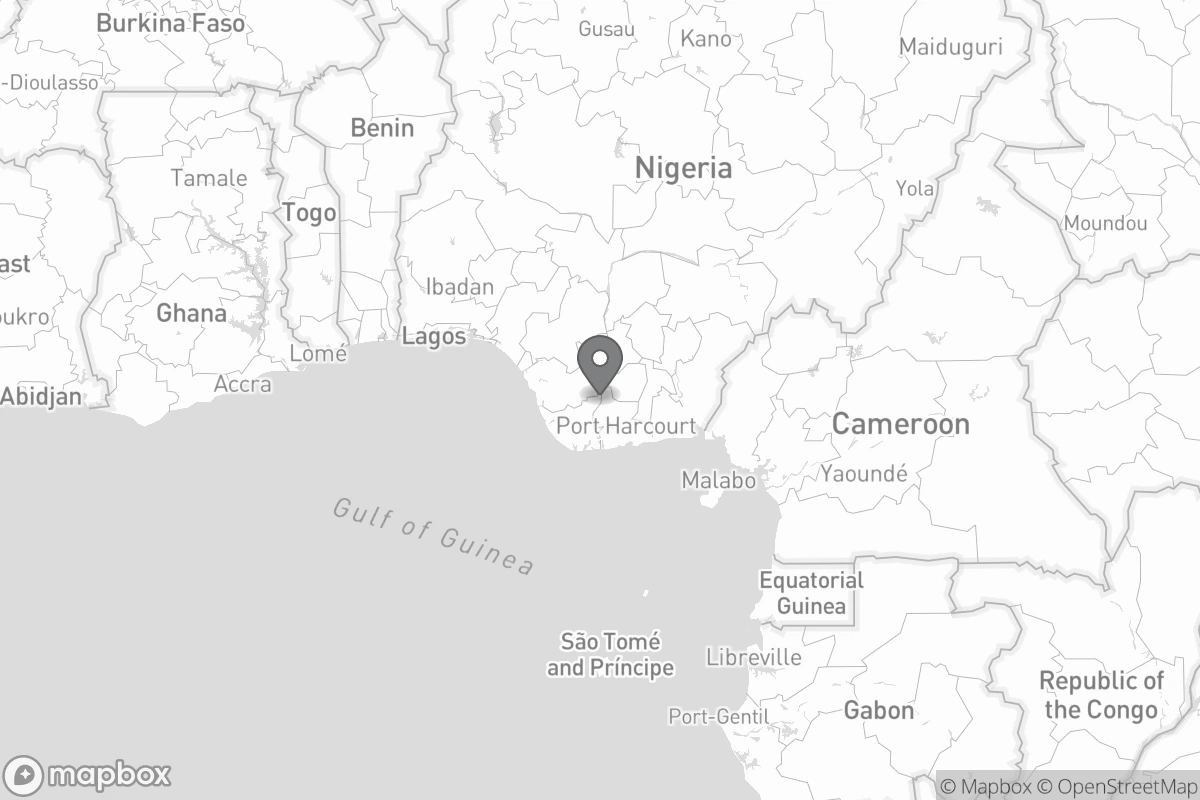 Burkina Faso
Gusau
Kano
Maiduguri
-Dioulasso
Benin
Nigeria
Tamale
Togo
Yola
Moundou
ast
Ibadan
oukro
Ghana
Lagos
Lomé
Accra
Abidjan
Port Harcourt
Cameroon
Malabo
Yaoundé
Gulf of Guinea
Equatorial
Guinea
São Tomé
and Príncipe
Libreville
Republic of
the Congo
Port-Gentil
Gabon
mapbox
© Mapbox © OpenStreetMap